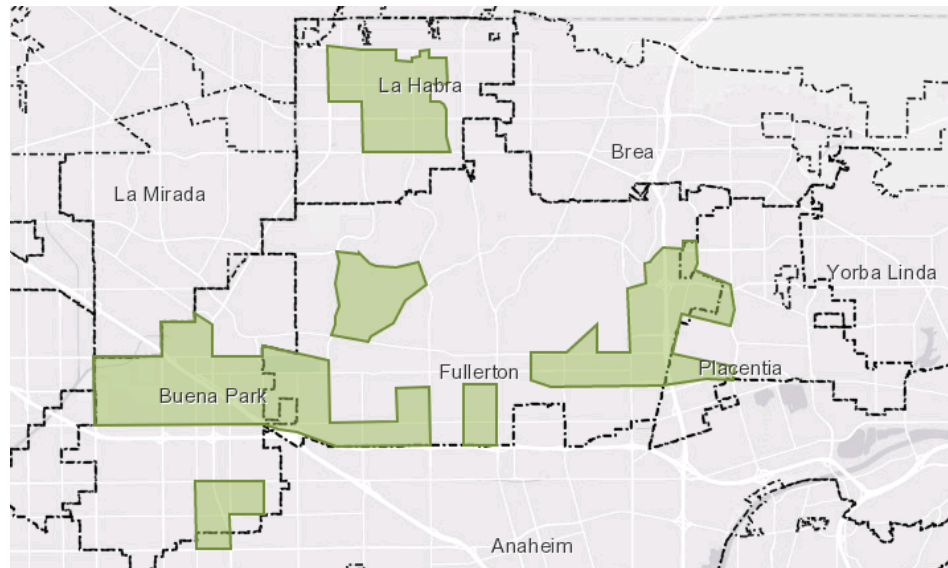 La Habra
Brea
La Mirada
Yorba Linda
Fullerton
Placentia
Buena Park
Anaheim